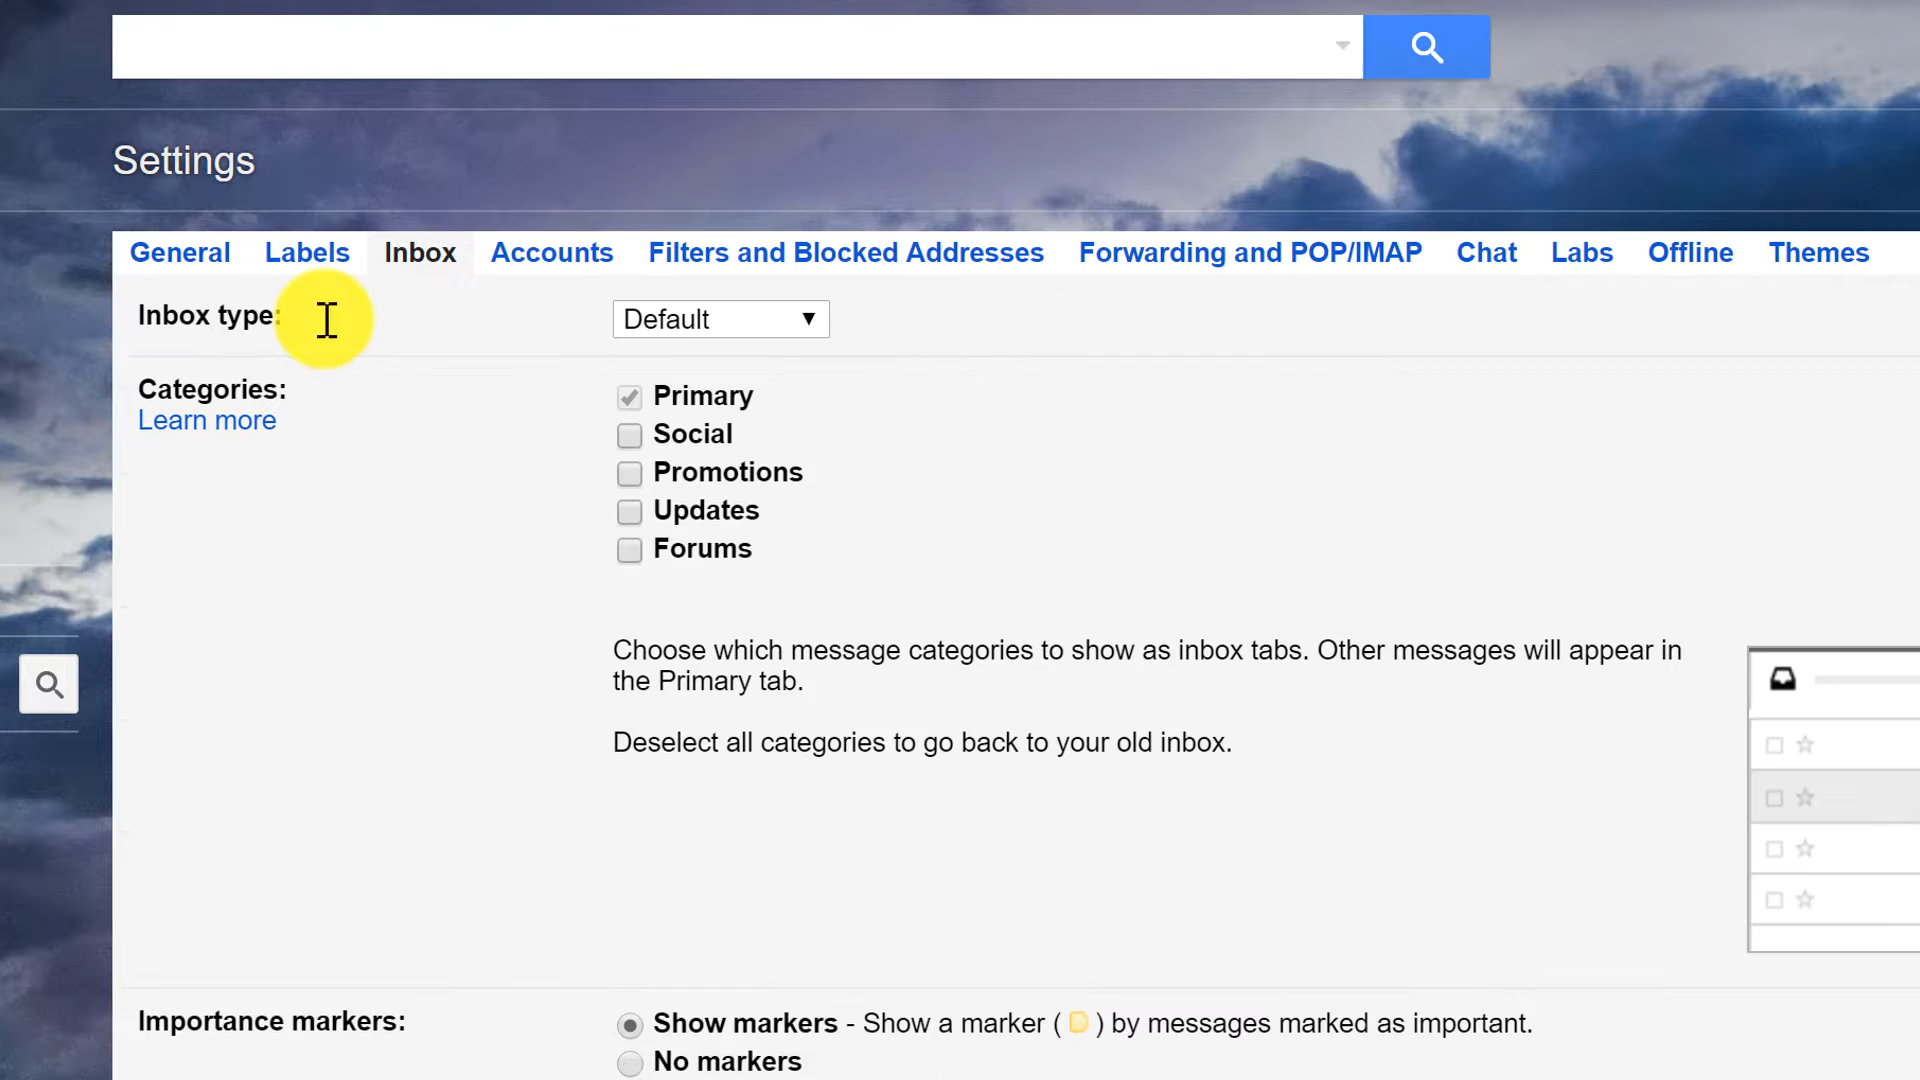 Settings
General Labels Inbox Accounts Filters and Blocked Addresses Forwarding and POP/IMAP Chat Labs Offline Themes
Inbox type: Default
Categories: Primary
Learn more
Social
Promotions
Updates
Forums
Choose which message categories to show as inbox tabs. Other messages will appear in
the Primary tab.
Deselect all categories to go back to your old inbox.
Importance markers: Show markers - Show a marker ( ) by messages marked as important.
No markers